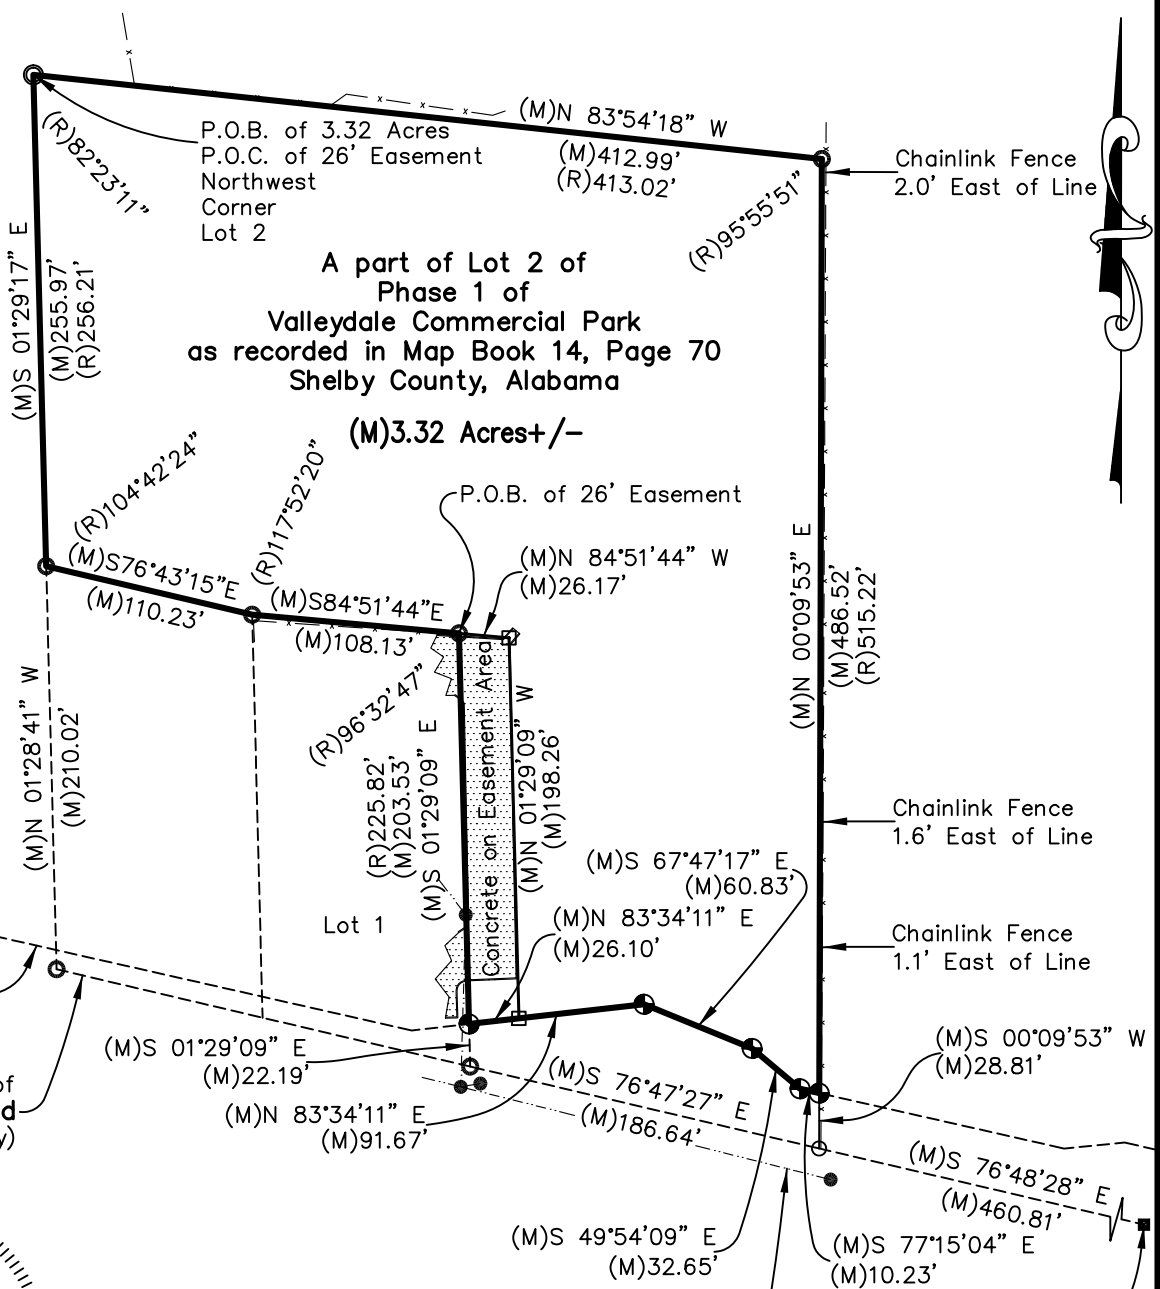 (M)N 83°54'18" W
(M)412.99'
(R)413.02'
P.O.B. of 3.32 Acres
P.O.C. of 26' Easement
Northwest
Corner
Lot 2
(R)82°23'11"
(R)95°55'51"
Chainlink Fence
2.0' East of Line
(M)S 01°29'17" E
(M)255.97'
(R)256.21'
A part of Lot 2 of
Phase 1 of
Valleydale Commercial Park
as recorded in Map Book 14, Page 70
Shelby County, Alabama
(M)3.32 Acres+/-
(R)104°42'24"
(R)117°52'20"
P.O.B. of 26' Easement
(M)S76°43'15"E
(M)110.23'
(M)S84°51'44"E
(M)108.13'
(M)N 84°51'44" W
(M)26.17'
(M)N 00°09'53" E
(M)486.52'
(R)515.22'
(R)96°32'47"
(M)N 01°28'41" W
(M)210.02'
(R)225.82'
(M)203.53'
(M)S 01°29'09" E
Concrete on Easement Area
(M)N 01°29'09" W
(M)198.26'
Chainlink Fence
1.6' East of Line
(M)S 67°47'17" E
(M)60.83'
Lot 1
(M)N 83°34'11" E
(M)26.10'
Chainlink Fence
1.1' East of Line
(M)S 01°29'09" E
(M)22.19'
(M)S 00°09'53" W
(M)28.81'
(M)N 83°34'11" E
(M)91.67'
(M)S 76°47'27" E
(M)186.64'
of
d
y)
(M)S 76°48'28" E
(M)460.81'
(M)S 49°54'09" E
(M)32.65'
(M)S 77°15'04" E
(M)10.23'